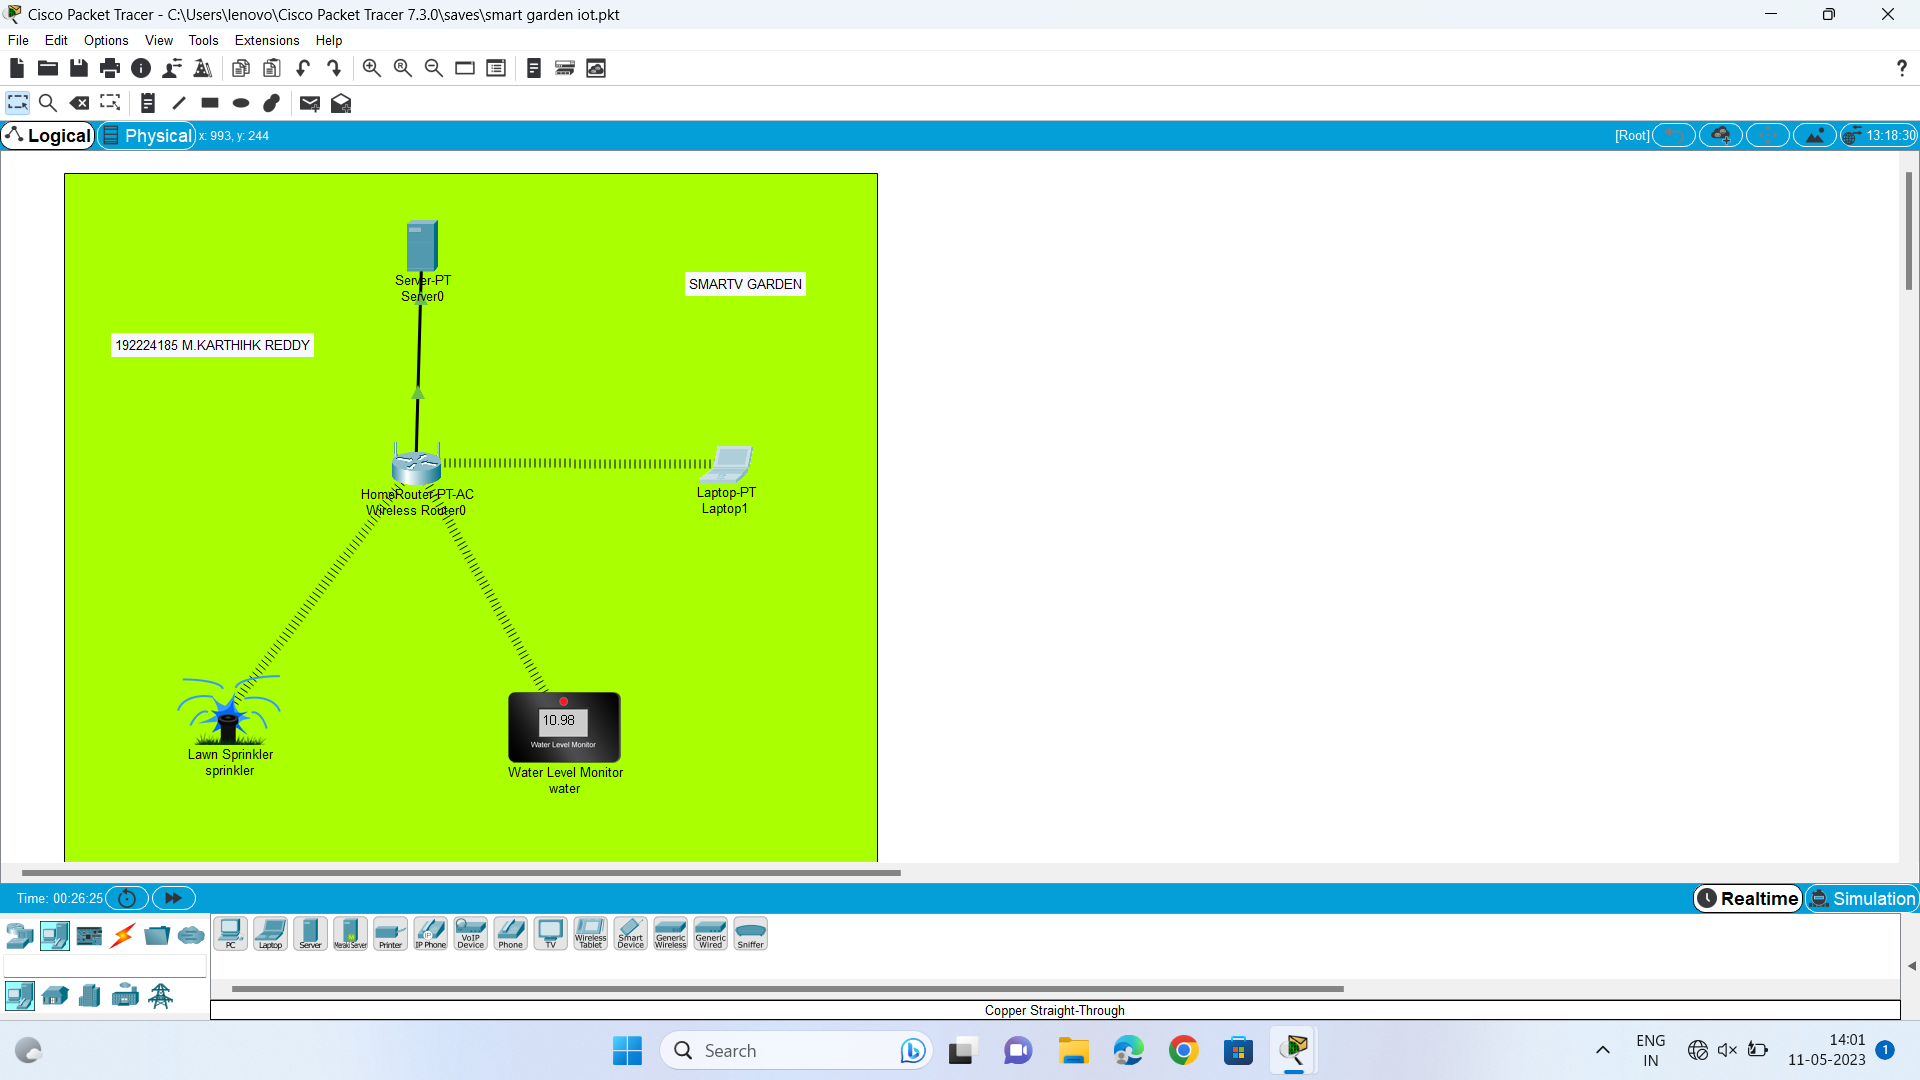 Cisco Packet Tracer - C:\Users\lenovo\Cisco Packet Tracer 7.3.0\saves\smart garden iot.pkt
File Edit Options View Tools Extensions Help
?
Logical Physical x: 993, y: 244 [Root] 13:18:30
Server-PT
Server0
SMARTV GARDEN
192224185 M.KARTHIHK REDDY
HomeRouter-PT-AC
Wireless Router0
Laptop-PT
Laptop1
10.98
Water Level Monitor
Lawn Sprinkler
sprinkler
Water Level Monitor
water
Time: 00:26:25 Realtime Simulation
PC Laptop Server Meraki Server Printer IP Phone VoIP Device Phone TV Wireless Tablet Smart Device Generic Wireless Generic Wired Sniffer
Copper Straight-Through
Search
ENG
IN
14:01
11-05-2023
1